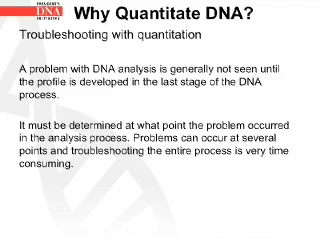 PRESIDENT'S
DNA
INITIATIVE
Why Quantitate DNA?
Troubleshooting with quantitation
A problem with DNA analysis is generally not seen until
the profile is developed in the last stage of the DNA
process.
It must be determined at what point the problem occurred
in the analysis process. Problems can occur at several
points and troubleshooting the entire process is very time
consuming.